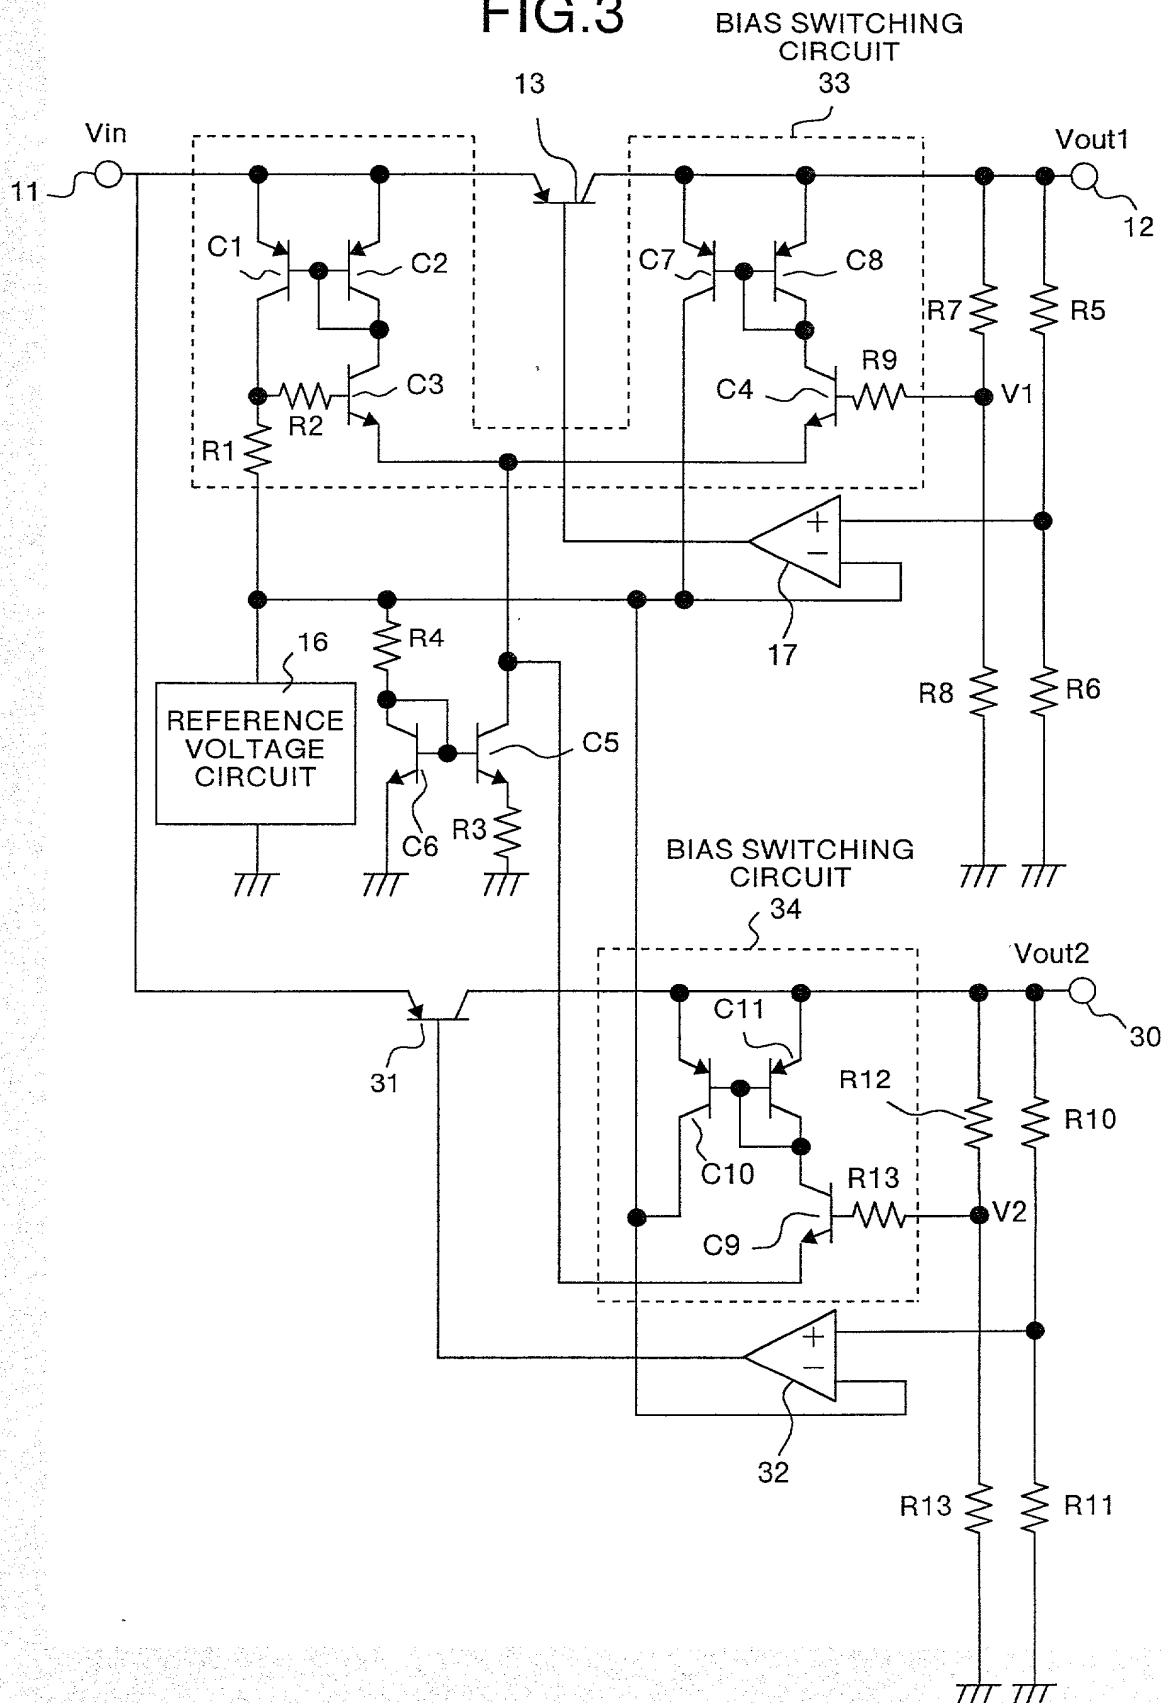 FIG.3
BIAS SWITCHING
CIRCUIT
33
13
Vin
Vout1
11
12
C1
C2
C7
C8
R7
R5
R9
C3
C4
V1
R2
R1
+
−
17
16
R4
REFERENCE
VOLTAGE
CIRCUIT
R8
R6
C5
C6
R3
BIAS SWITCHING
CIRCUIT
34
Vout2
C11
30
31
R12
R10
C10
R13
V2
C9
+
−
32
R13
R11